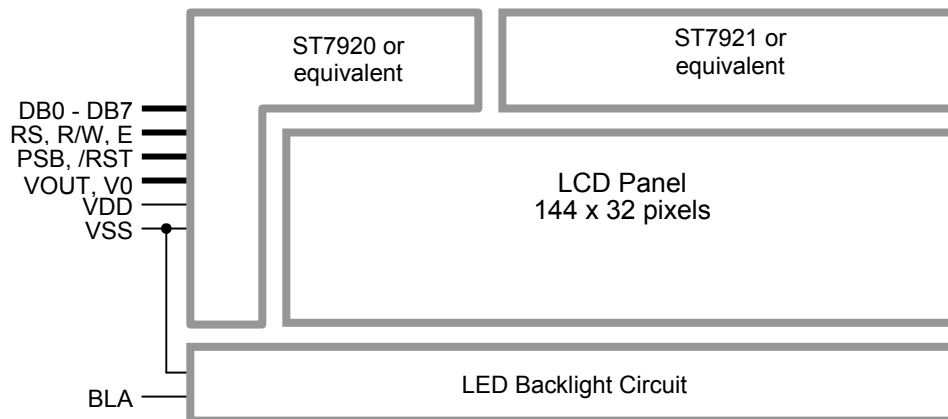 ST7920 or
equivalent
ST7921 or
equivalent
DB0 - DB7
RS, R/W, E
PSB, /RST
VOUT, V0
VDD
VSS
LCD Panel
144 x 32 pixels
LED Backlight Circuit
BLA